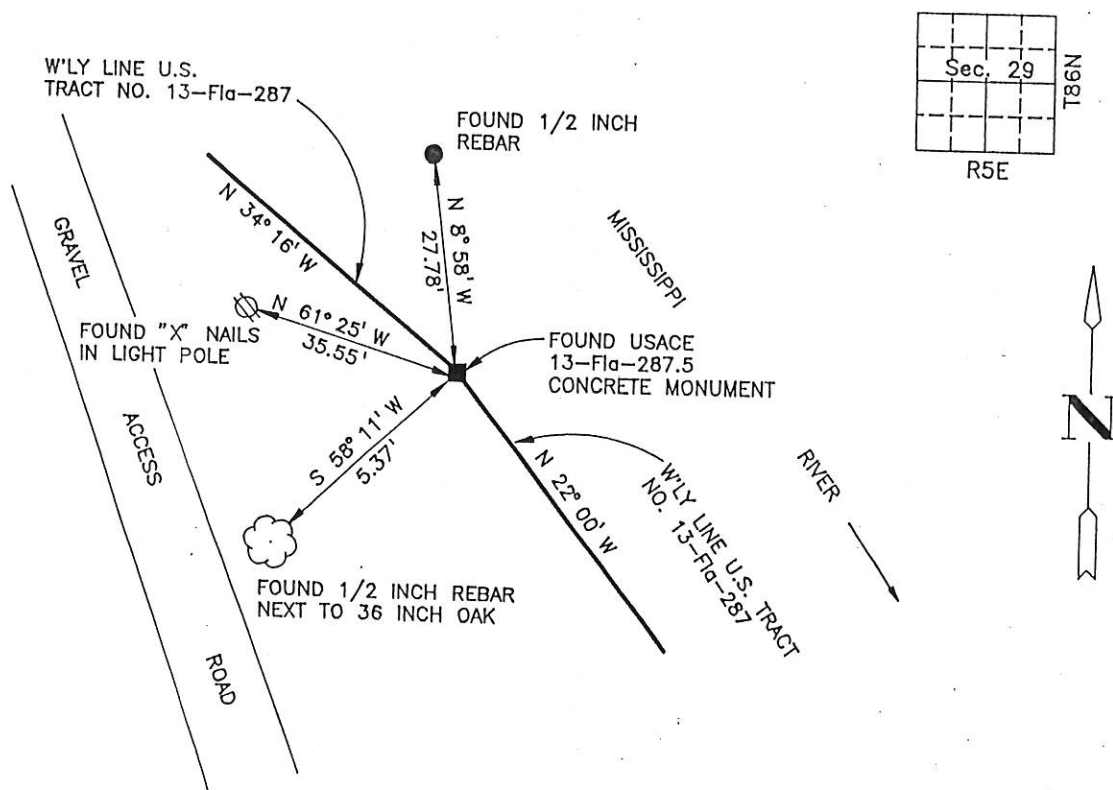 W'LY LINE U.S.
TRACT NO. 13-Fla-287
FOUND 1/2 INCH
REBAR
Sec. 29
T86N
R5E
N 34° 16' W
N 8° 58' W
27.78'
MISSISSIPPI
GRAVEL
N 61° 25' W
35.55'
FOUND "X" NAILS
IN LIGHT POLE
FOUND USACE
13-Fla-287.5
CONCRETE MONUMENT
ACCESS
S 58° 11' W
5.37'
N 22° 00' W
W'LY LINE U.S. TRACT
NO. 13-Fla-287
RIVER
N
FOUND 1/2 INCH REBAR
NEXT TO 36 INCH OAK
ROAD